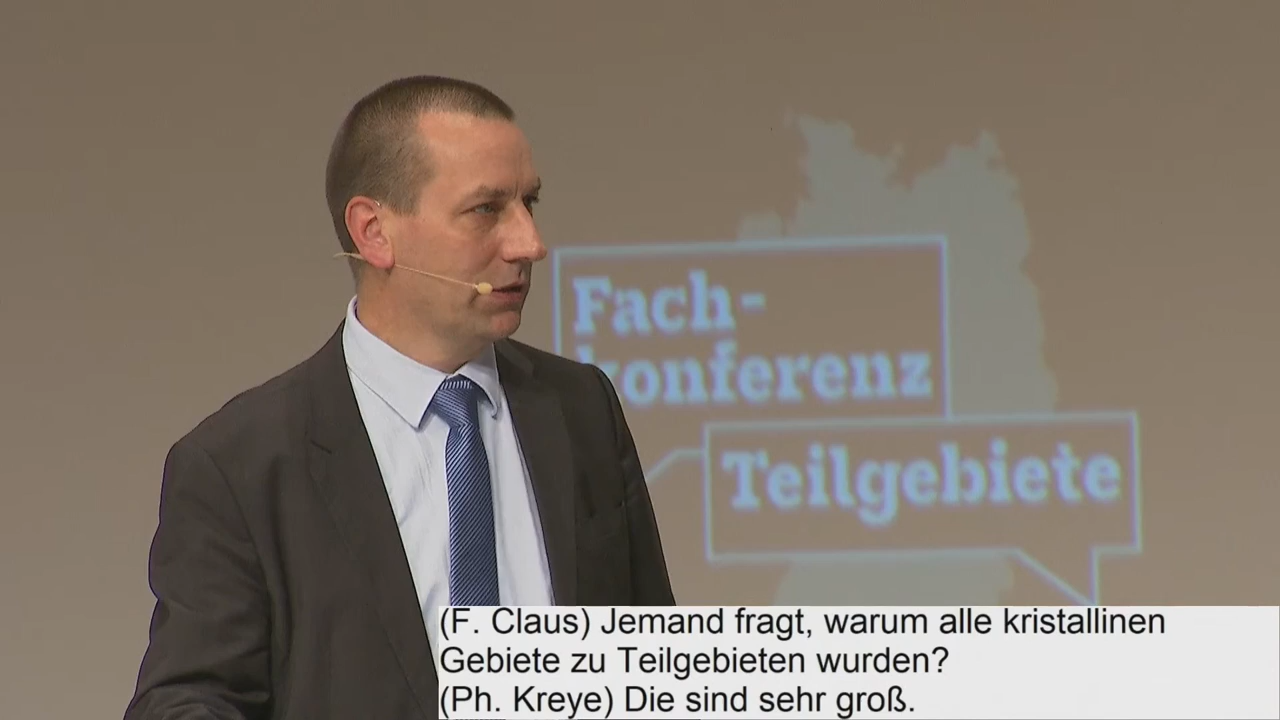 Fach-
konferenz
Teilgebiete
(F. Claus) Jemand fragt, warum alle kristallinen
Gebiete zu Teilgebieten wurden?
(Ph. Kreye) Die sind sehr groß.